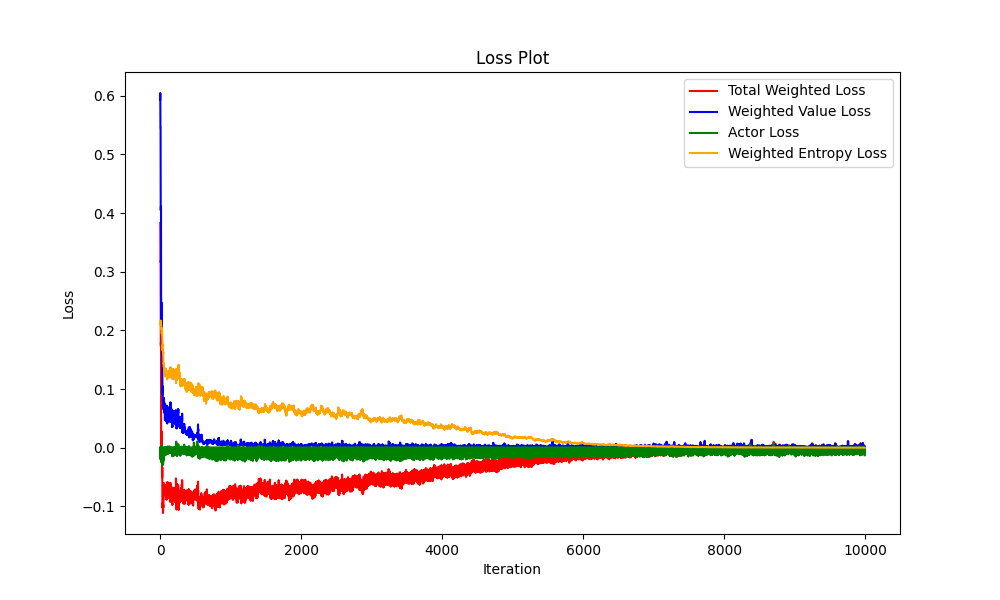 Loss Plot
Total Weighted Loss
Weighted Value Loss
Actor Loss
Weighted Entropy Loss
0.6
0.5
0.4
0.3
0.2
0.1
0.0
−0.1
Loss
0 2000 4000 6000 8000 10000
Iteration